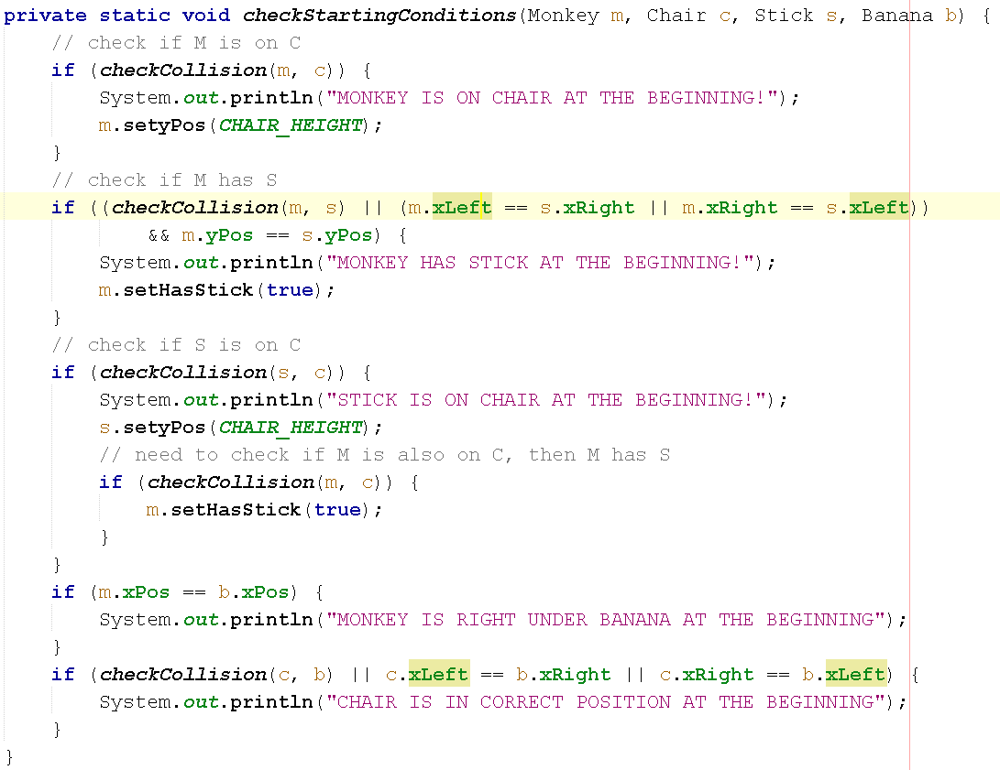 private static void checkStartingConditions(Monkey m, Chair c, Stick s, Banana b) {
    // check if M is on C
    if (checkCollision(m, c)) {
        System.out.println("MONKEY IS ON CHAIR AT THE BEGINNING!");
        m.setyPos(CHAIR_HEIGHT);
    }
    // check if M has S
    if ((checkCollision(m, s) || (m.xLeft == s.xRight || m.xRight == s.xLeft))
            && m.yPos == s.yPos) {
        System.out.println("MONKEY HAS STICK AT THE BEGINNING!");
        m.setHasStick(true);
    }
    // check if S is on C
    if (checkCollision(s, c)) {
        System.out.println("STICK IS ON CHAIR AT THE BEGINNING!");
        s.setyPos(CHAIR_HEIGHT);
        // need to check if M is also on C, then M has S
        if (checkCollision(m, c)) {
            m.setHasStick(true);
        }
    }
    if (m.xPos == b.xPos) {
        System.out.println("MONKEY IS RIGHT UNDER BANANA AT THE BEGINNING");
    }
    if (checkCollision(c, b) || c.xLeft == b.xRight || c.xRight == b.xLeft) {
        System.out.println("CHAIR IS IN CORRECT POSITION AT THE BEGINNING");
    }
}